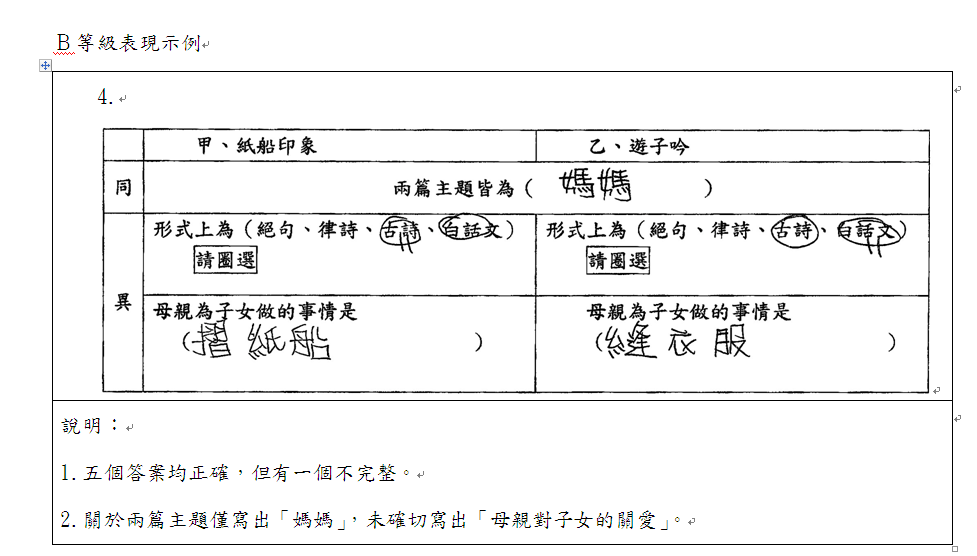 B等級表現示例
4.
甲、紙船印象 乙、遊子吟
同 兩篇主題皆為( 媽媽 )
異 形式上為(絕句、律詩、古詩、白話文) 形式上為(絕句、律詩、古詩、白話文)
請圈選 請圈選
母親為子女做的事情是 母親為子女做的事情是
(摺紙船 ) (縫衣服 )
說明：
1.五個答案均正確，但有一個不完整。
2.關於兩篇主題僅寫出「媽媽」，未確切寫出「母親對子女的關愛」。